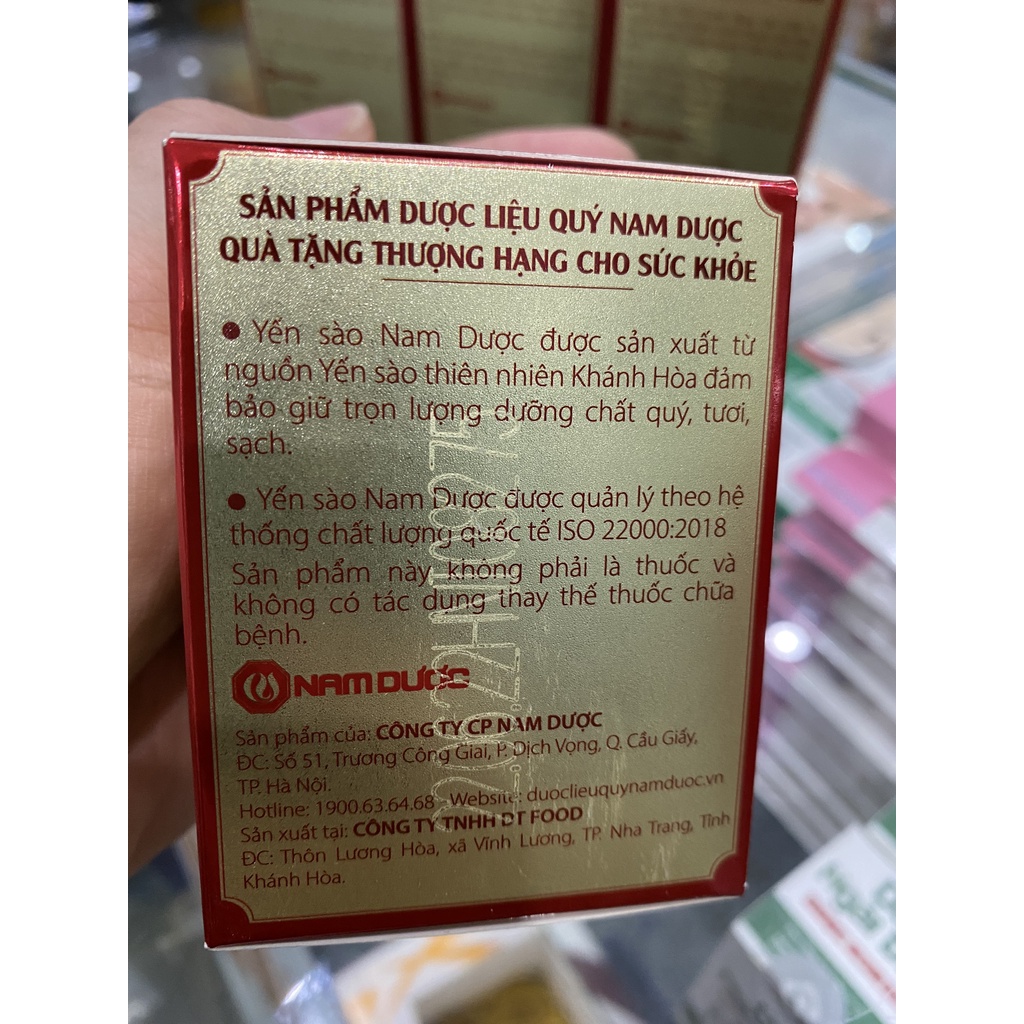 SẢN PHẨM DƯỢC LIỆU QUÝ NAM DƯỢC
QUÀ TẶNG THƯỢNG HẠNG CHO SỨC KHỎE
● Yến sào Nam Dược được sản xuất từ
nguồn Yến sào thiên nhiên Khánh Hòa đảm
bảo giữ trọn lượng dưỡng chất quý, tươi,
sạch.
● Yến sào Nam Dược được quản lý theo hệ
thống chất lượng quốc tế ISO 22000:2018
Sản phẩm này không phải là thuốc và
không có tác dụng thay thế thuốc chữa
bệnh.
NAM DƯỢC
Sản phẩm của: CÔNG TY CP NAM DƯỢC
ĐC: Số 51, Trương Công Giai, P. Dịch Vọng, Q. Cầu Giấy,
TP. Hà Nội.
Hotline: 1900.63.64.68 Website: duoclieuquynamduoc.vn
Sản xuất tại: CÔNG TY TNHH DT FOOD
ĐC: Thôn Lương Hòa, xã Vĩnh Lương, TP. Nha Trang, Tỉnh
Khánh Hòa.